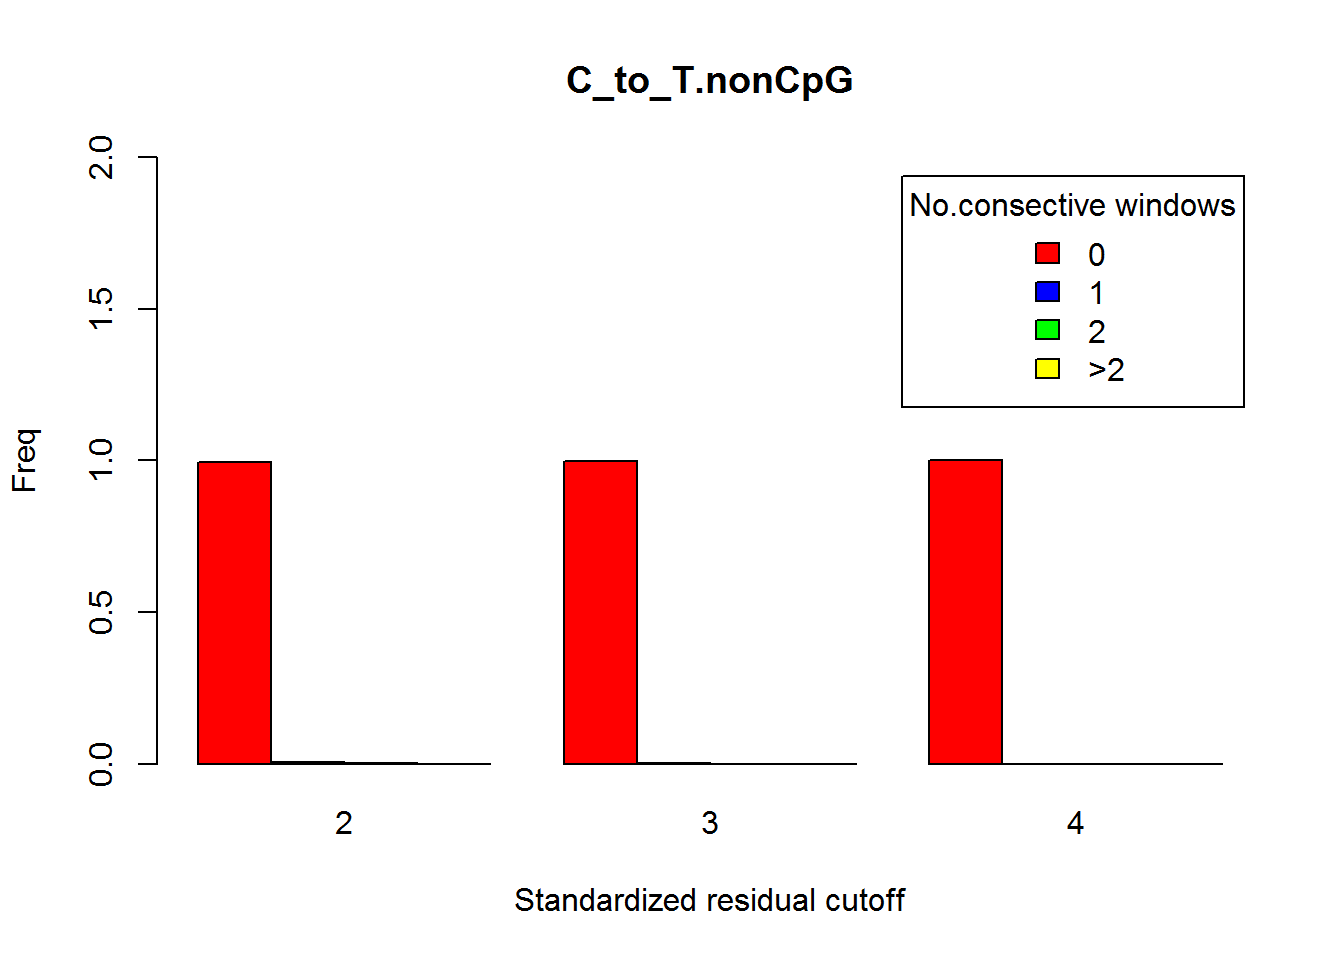 C_to_T.nonCpG
2.0
1.5
1.0
0.5
0.0
Freq
No.consective windows
0
1
2
>2
2 3 4
Standardized residual cutoff